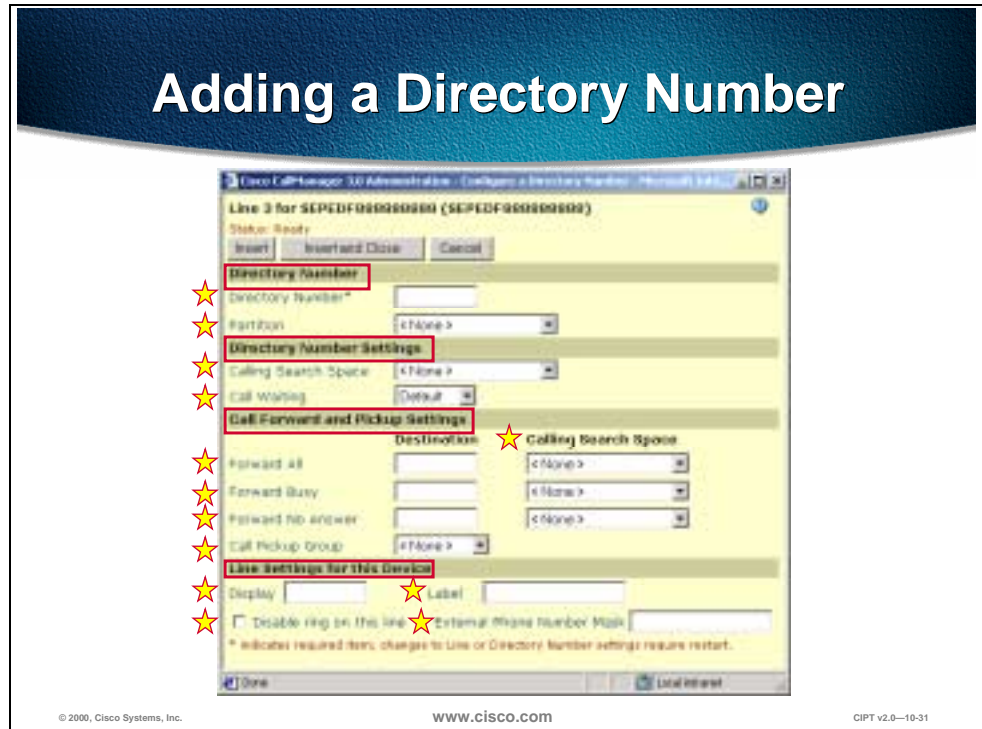 Adding a Directory Number
Cisco CallManager 3.0 Administration - Configure a Directory Number - Microsoft
Line 3 for
Status: Ready
Insert Insert and Close Cancel
Directory Number
Directory Number*
Partition < None >
Directory Number Settings
Calling Search Space < None >
Call Waiting Default
Call Forward and Pickup Settings
Destination Calling Search Space
Forward All < None >
Forward Busy < None >
Forward No Answer < None >
Call Pickup Group < None >
Line Settings for this Device
Display Label
Disable ring on this line External Phone Number Mask
* indicates required item; changes to Line or Directory Number settings require restart.
Done Local intranet
© 2000, Cisco Systems, Inc. www.cisco.com CIPT v2.0—10-31